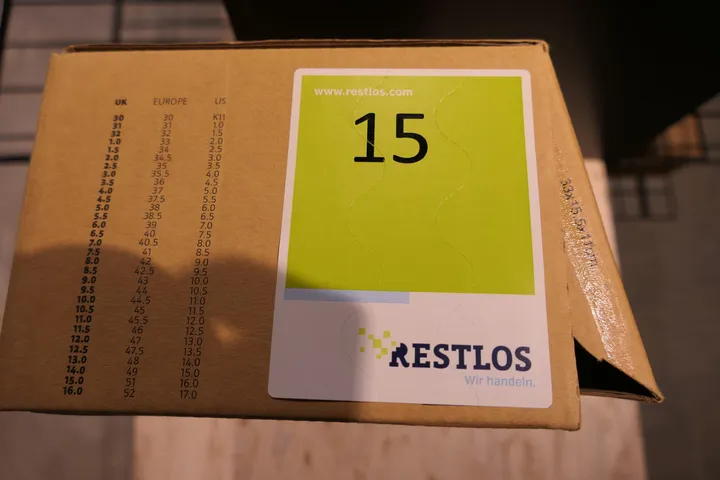 UK EUROPE US
30 30 K11
31 31 1.0
32 32 1.5
1.0 33 2.0
1.5 34 2.5
2.0 34.5 3.0
2.5 35 3.5
3.0 35.5 4.0
3.5 36 4.5
4.0 37 5.0
4.5 37.5 5.5
5.0 38 6.0
5.5 38.5 6.5
6.0 39 7.0
6.5 40 7.5
7.0 40.5 8.0
7.5 41 8.5
8.0 42 9.0
8.5 42.5 9.5
9.0 43 10.0
9.5 44 10.5
10.0 44.5 11.0
10.5 45 11.5
11.0 45.5 12.0
11.5 46 12.5
12.0 47 13.0
12.5 47.5 13.5
13.0 48 14.0
14.0 49 15.0
15.0 51 16.0
16.0 52 17.0
www.restlos.com
15
RESTLOS
Wir handeln.